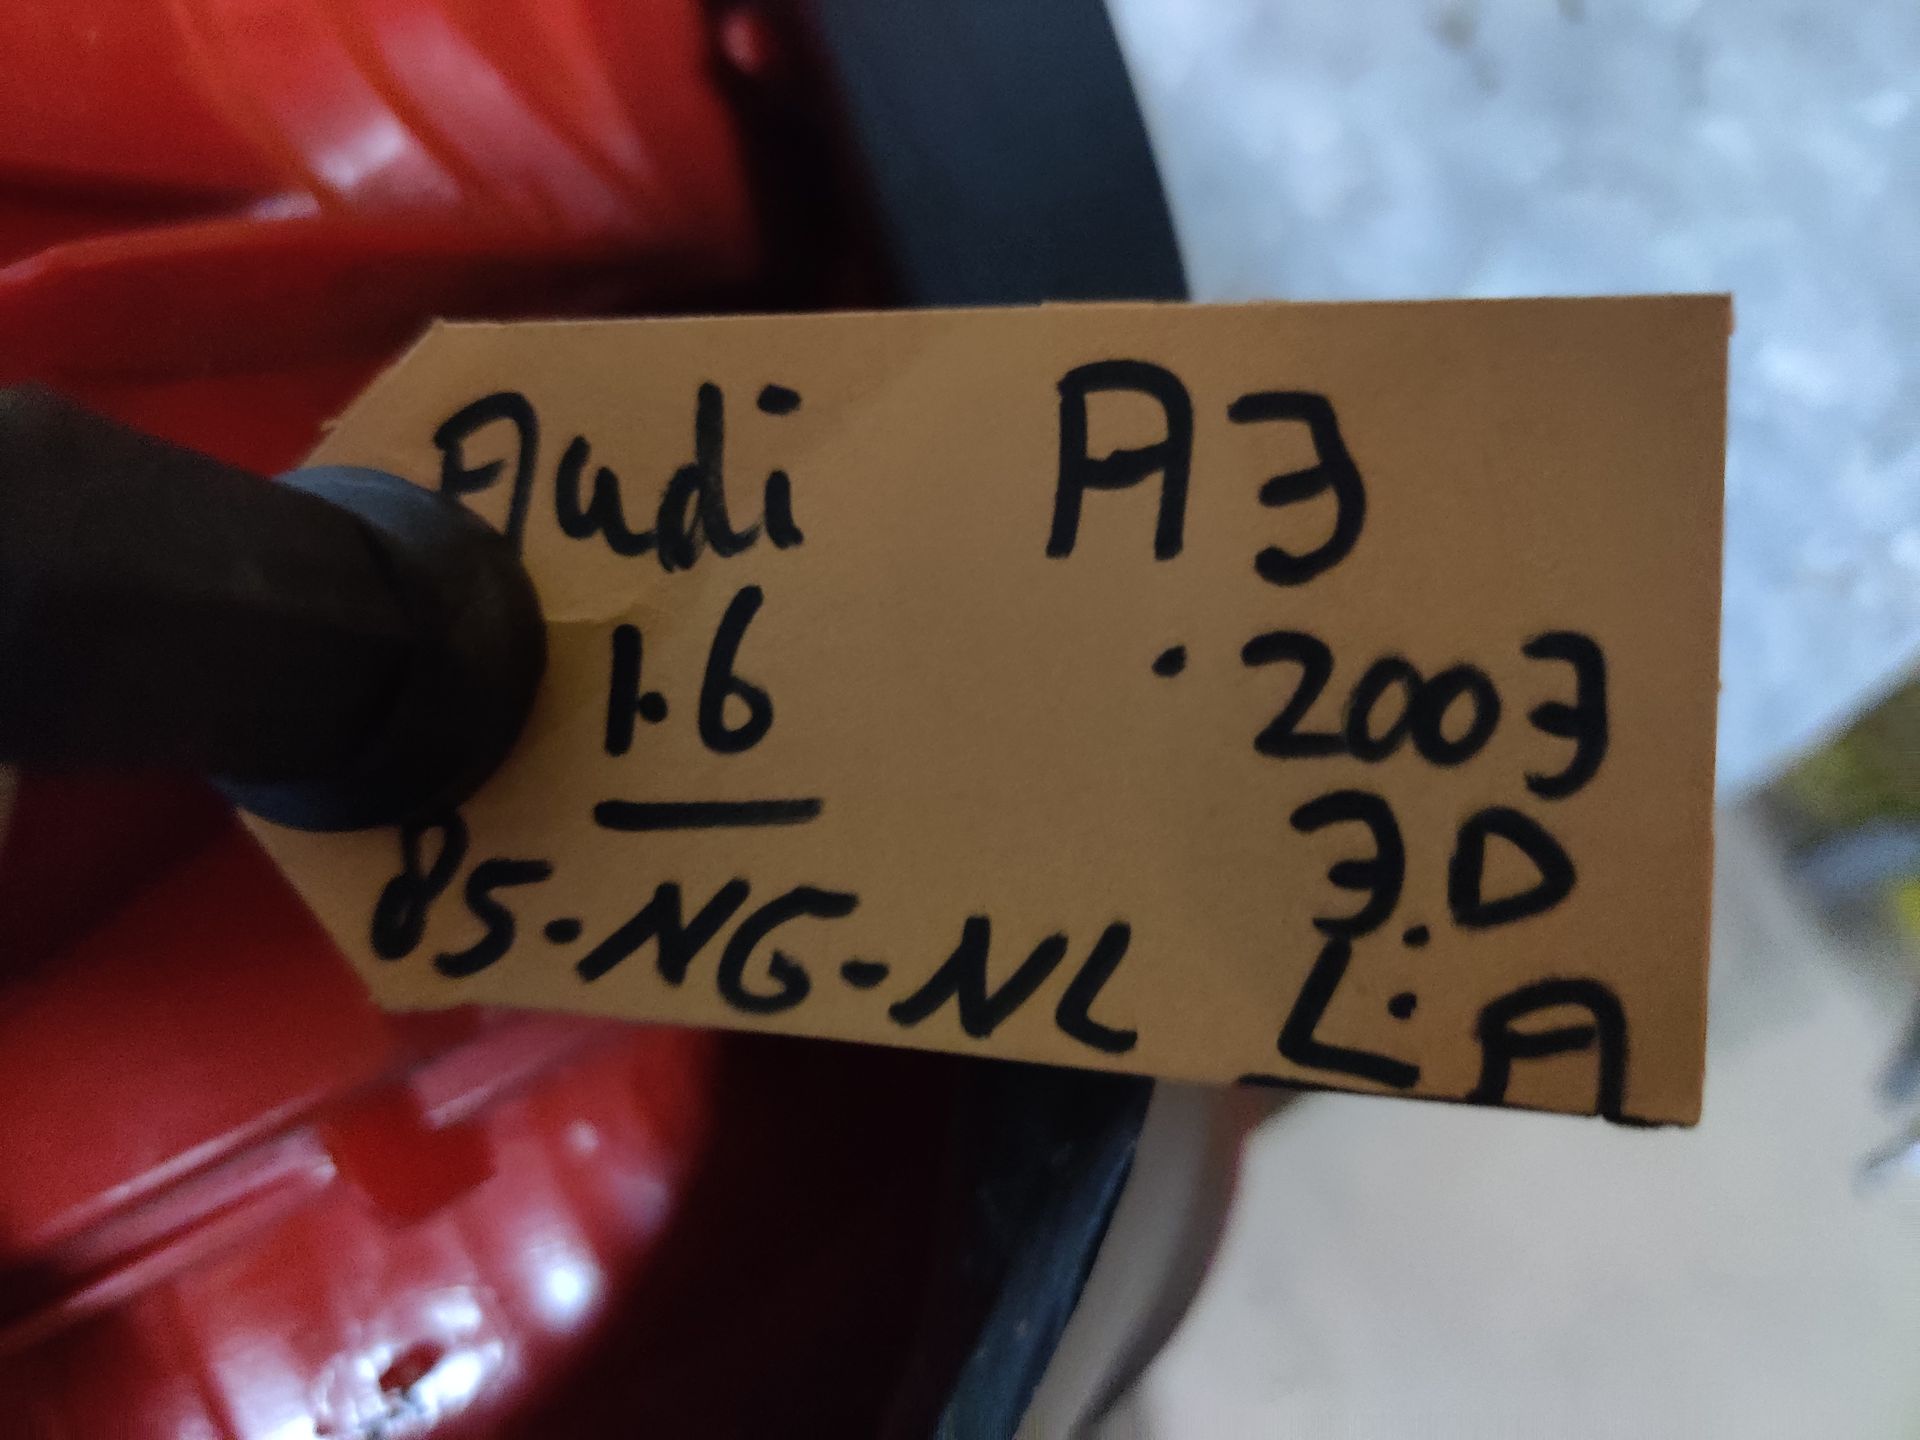 Audi A3
1.6 . 2003
3.D
85-NG-NL L.A